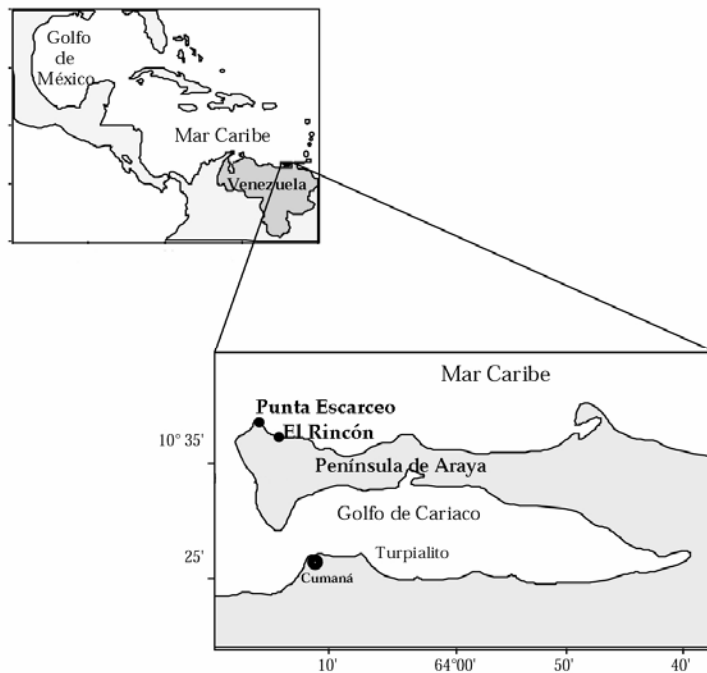 Golfo
de
México
Mar Caribe
Venezuela
Mar Caribe
Punta Escarceo
El Rincón
10° 35'
Península de Araya
Golfo de Cariaco
25'
Turpialito
Cumaná
10'
64°00'
50'
40'